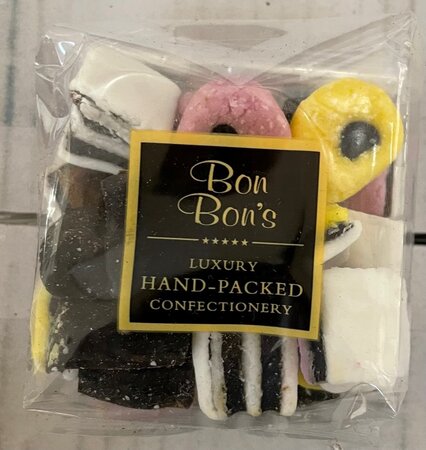 Bon
Bon's
★★★★★
LUXURY
HAND-PACKED
CONFECTIONERY